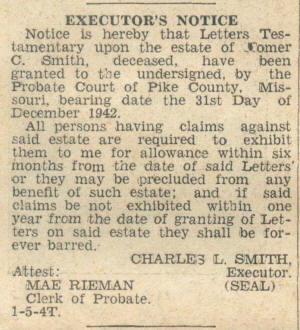 EXECUTOR'S NOTICE
Notice is hereby that Letters Tes-
tamentary upon the estate of Homer
C. Smith, deceased, have been
granted to the undersigned, by the
Probate Court of Pike County, Mis-
souri, bearing date the 31st Day of
December 1942.
All persons having claims against
said estate are required to exhibit
them to me for allowance within six
months from the date of said Letters'
or they may be precluded from any
benefit of such estate; and if said
claims be not exhibited within one
year from the date of granting of Let-
ters on said estate they shall be for-
ever barred.
CHARLES L. SMITH,
Attest: Executor.
MAE RIEMAN (SEAL)
Clerk of Probate.
1-5-4T.